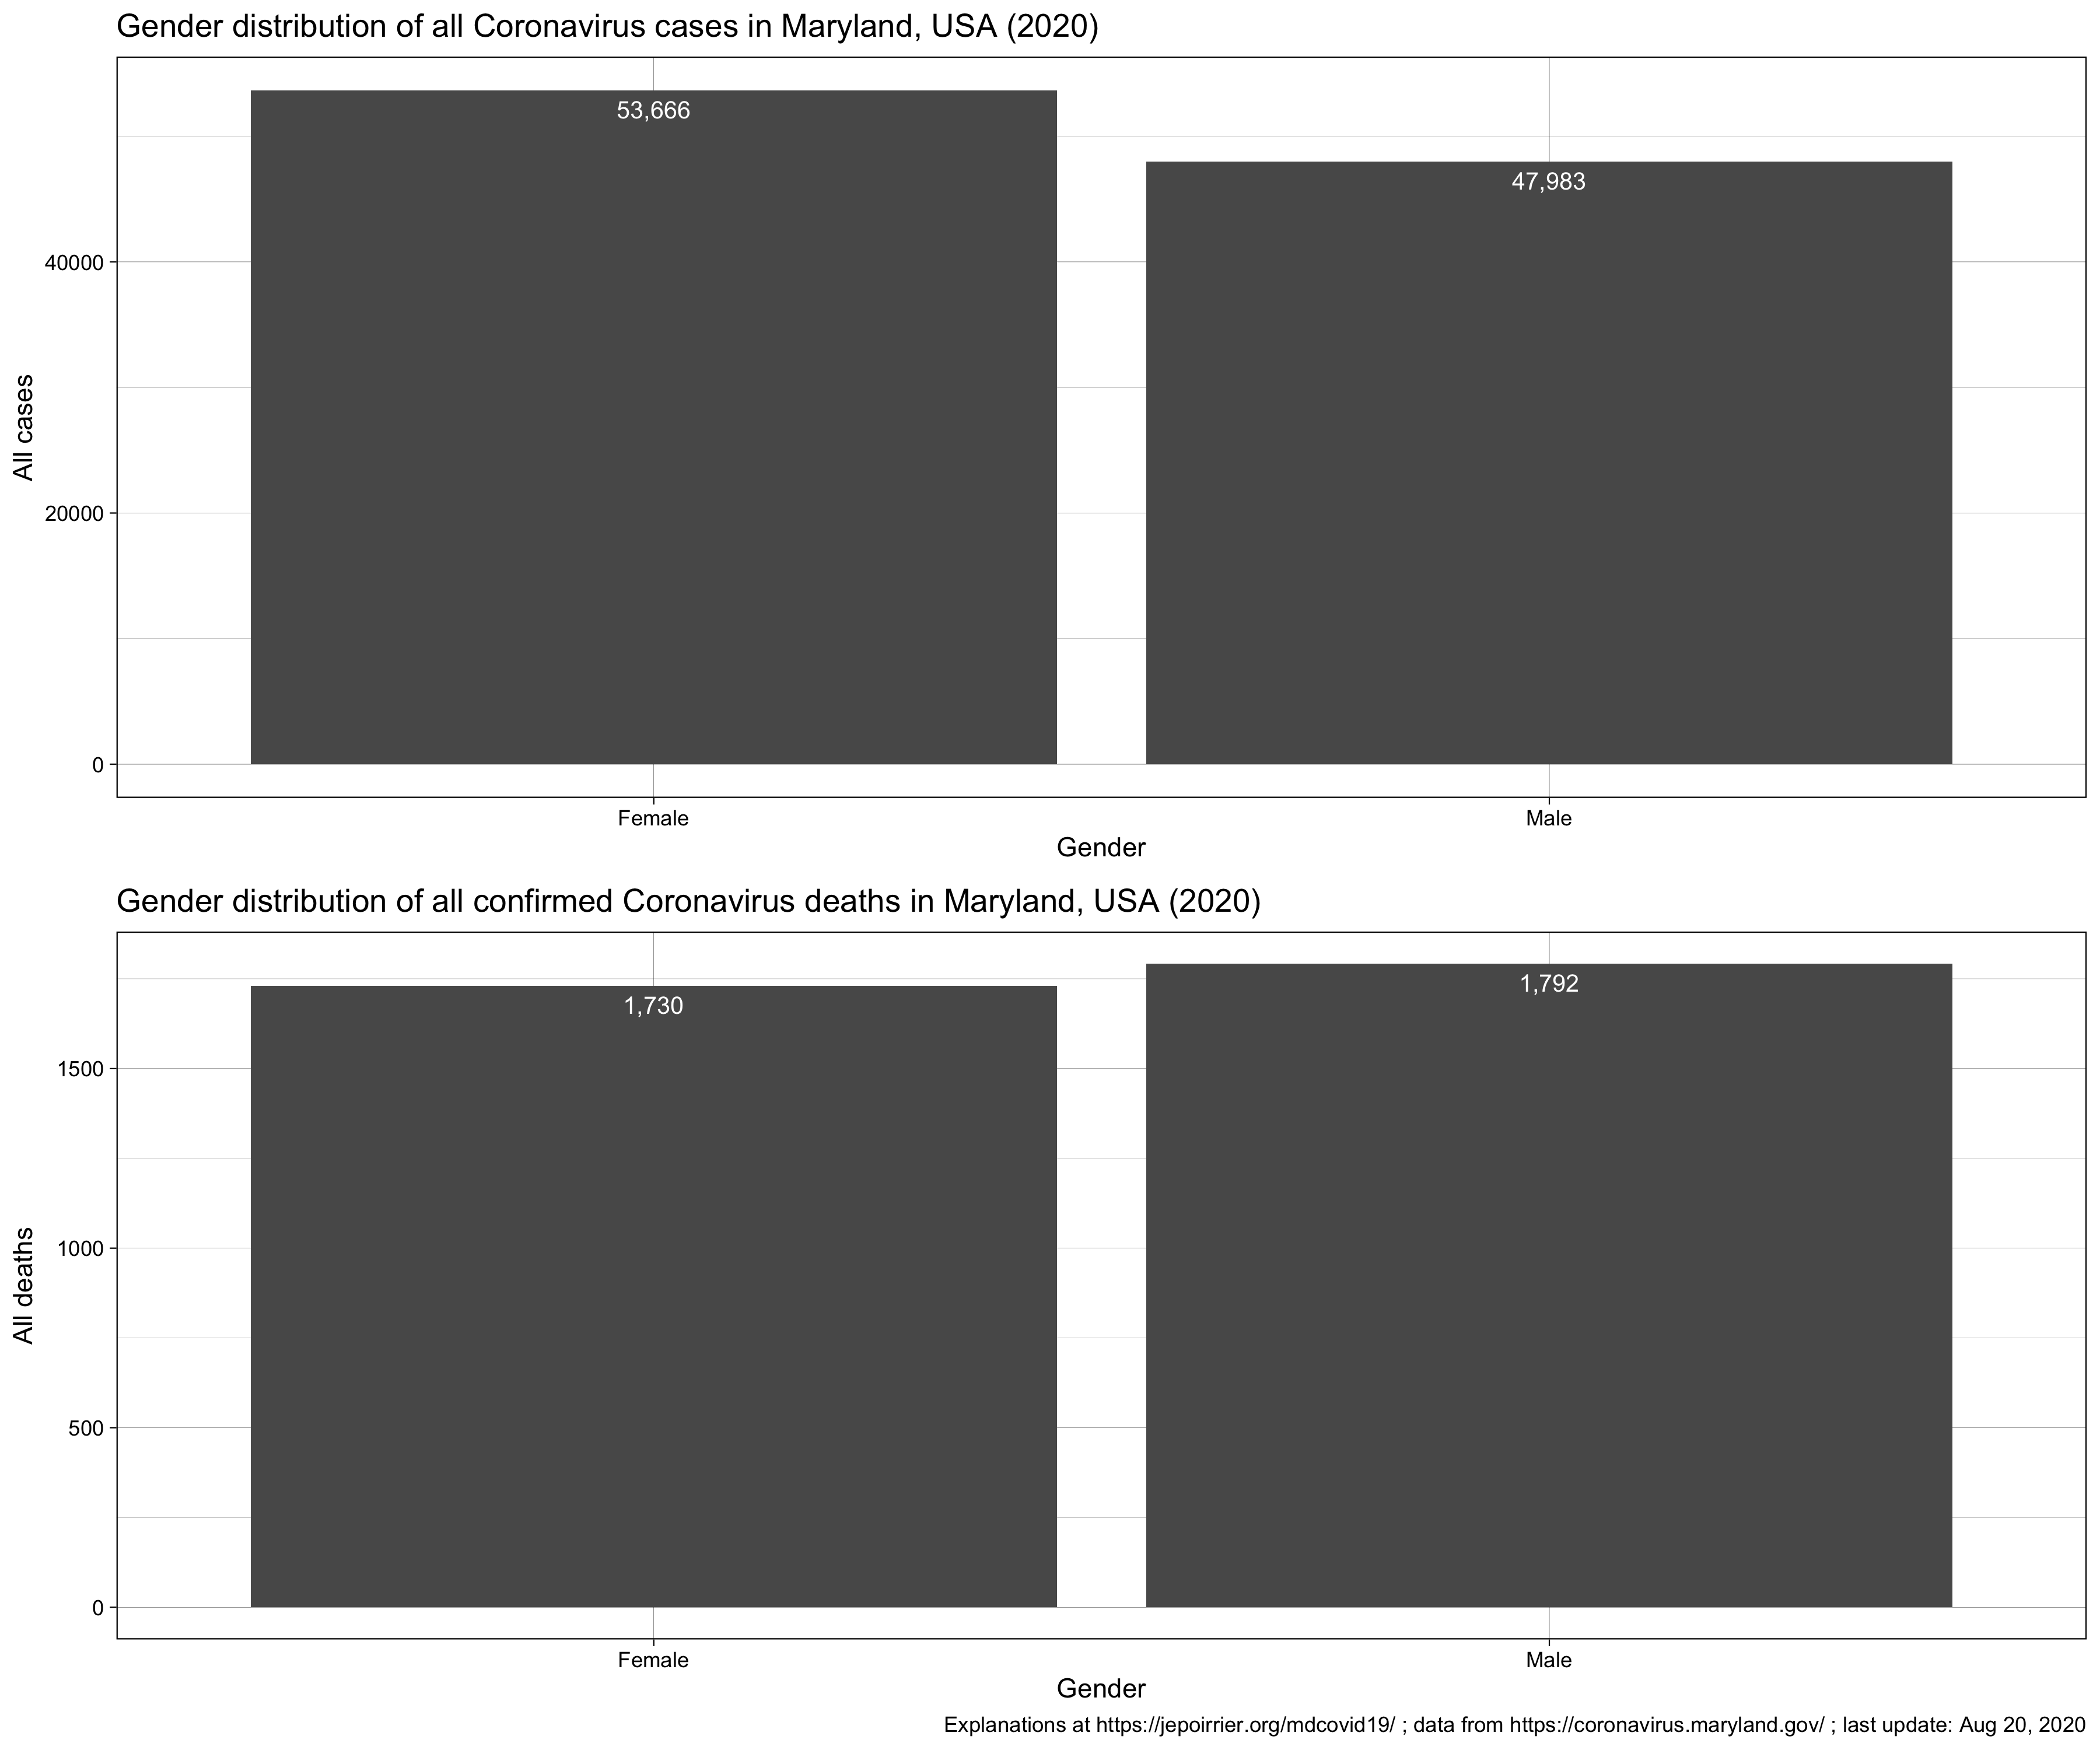 Gender distribution of all Coronavirus cases in Maryland, USA (2020)
53,666
47,983
40000
20000
0
All cases
Female
Male
Gender
Gender distribution of all confirmed Coronavirus deaths in Maryland, USA (2020)
1,730
1,792
1500
1000
500
0
All deaths
Female
Male
Gender
Explanations at https://jepoirrier.org/mdcovid19/ ; data from https://coronavirus.maryland.gov/ ; last update: Aug 20, 2020